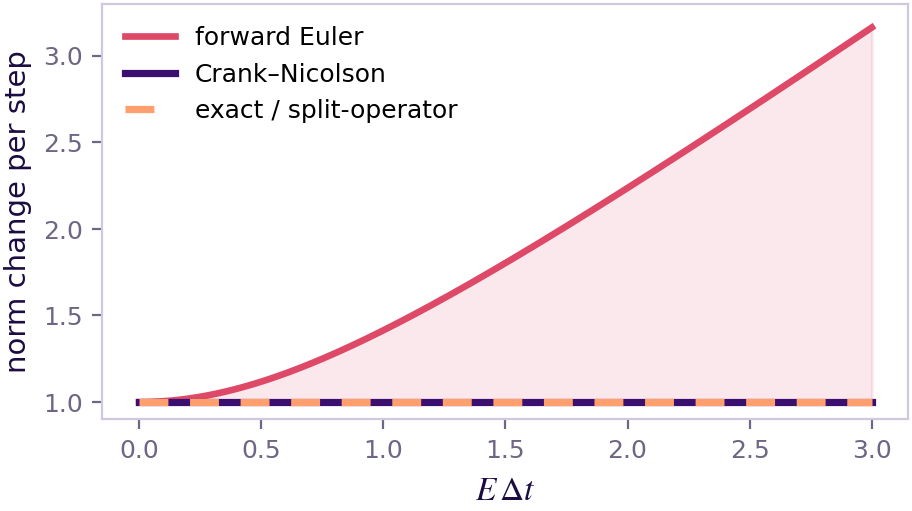 forward Euler
Crank–Nicolson
exact / split-operator
norm change per step
3.0
2.5
2.0
1.5
1.0
0.0 0.5 1.0 1.5 2.0 2.5 3.0
E Δt